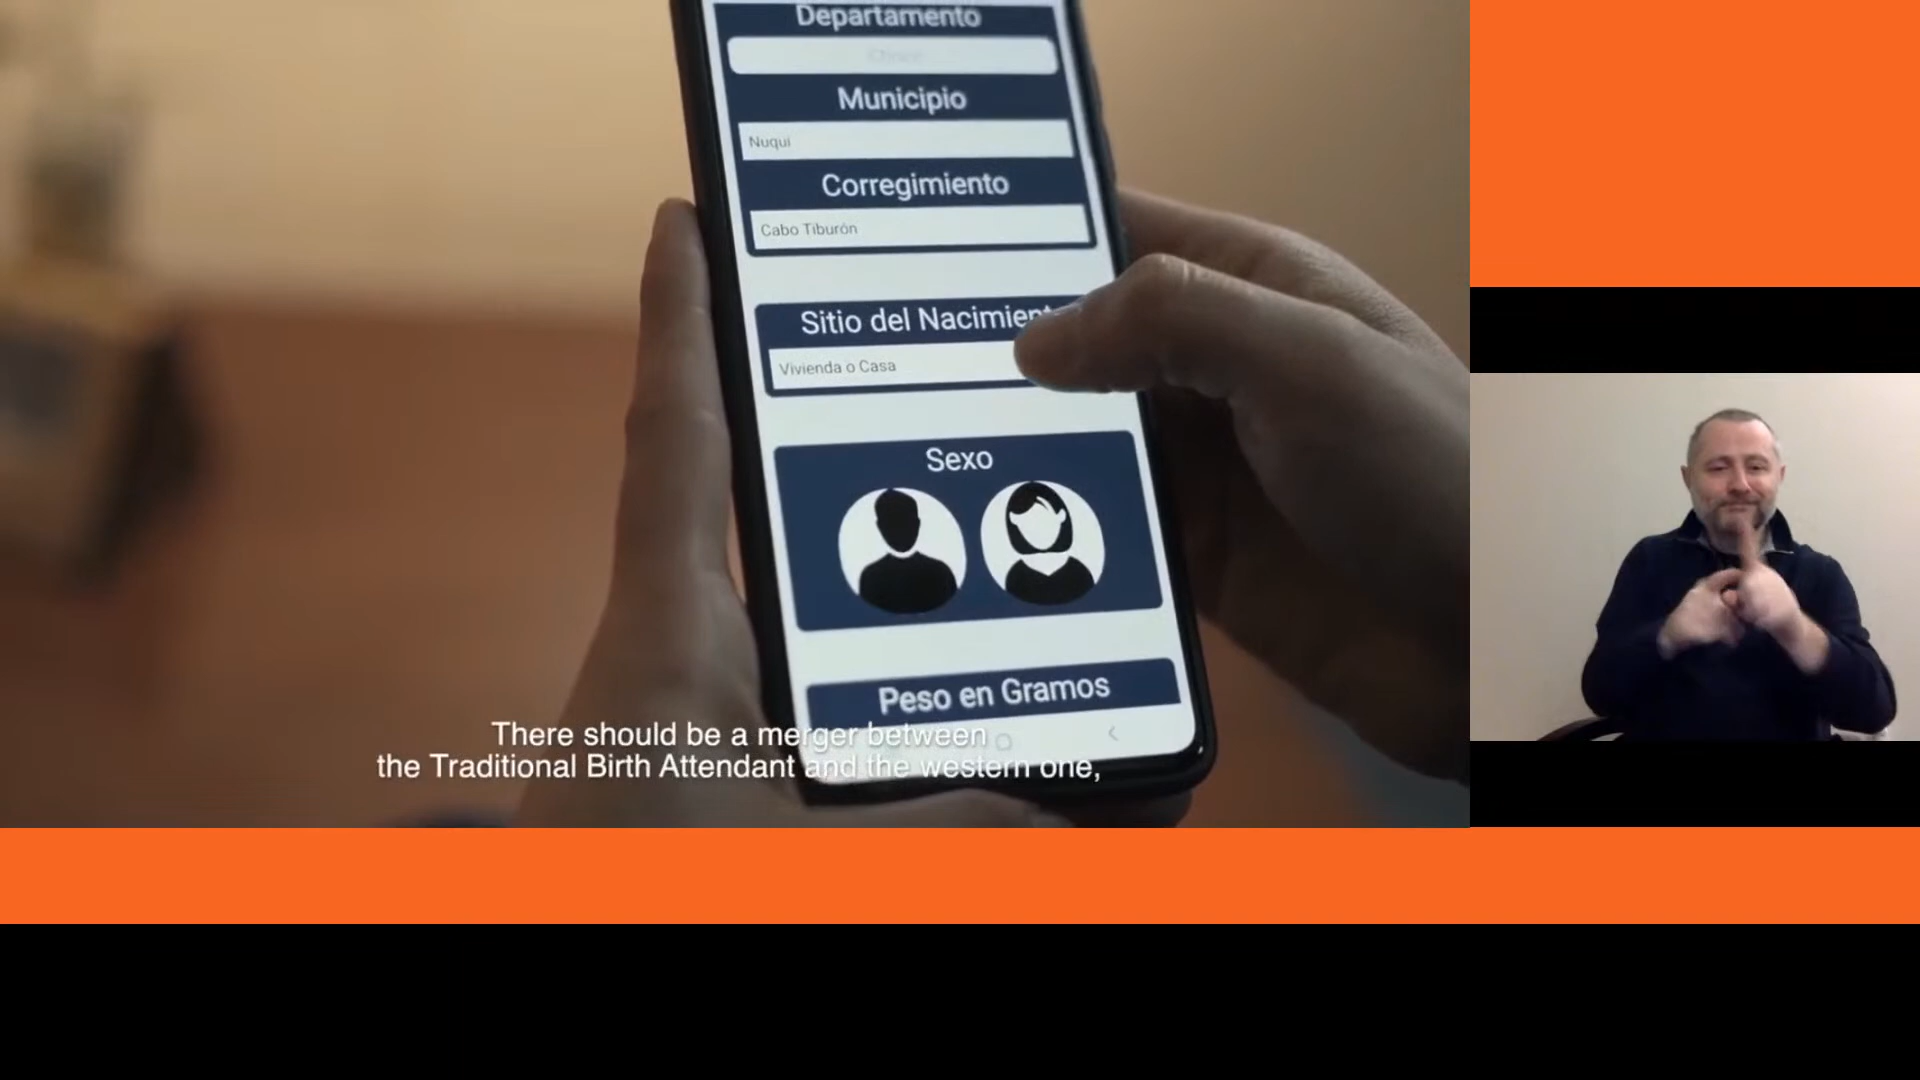 Departamento
Municipio
Nuqui
Corregimiento
Cabo Tiburón
Sitio del Nacimient
Vivienda o Casa
Sexo
Peso en Gramos
There should be a merger between
the Traditional Birth Attendant and the western one,